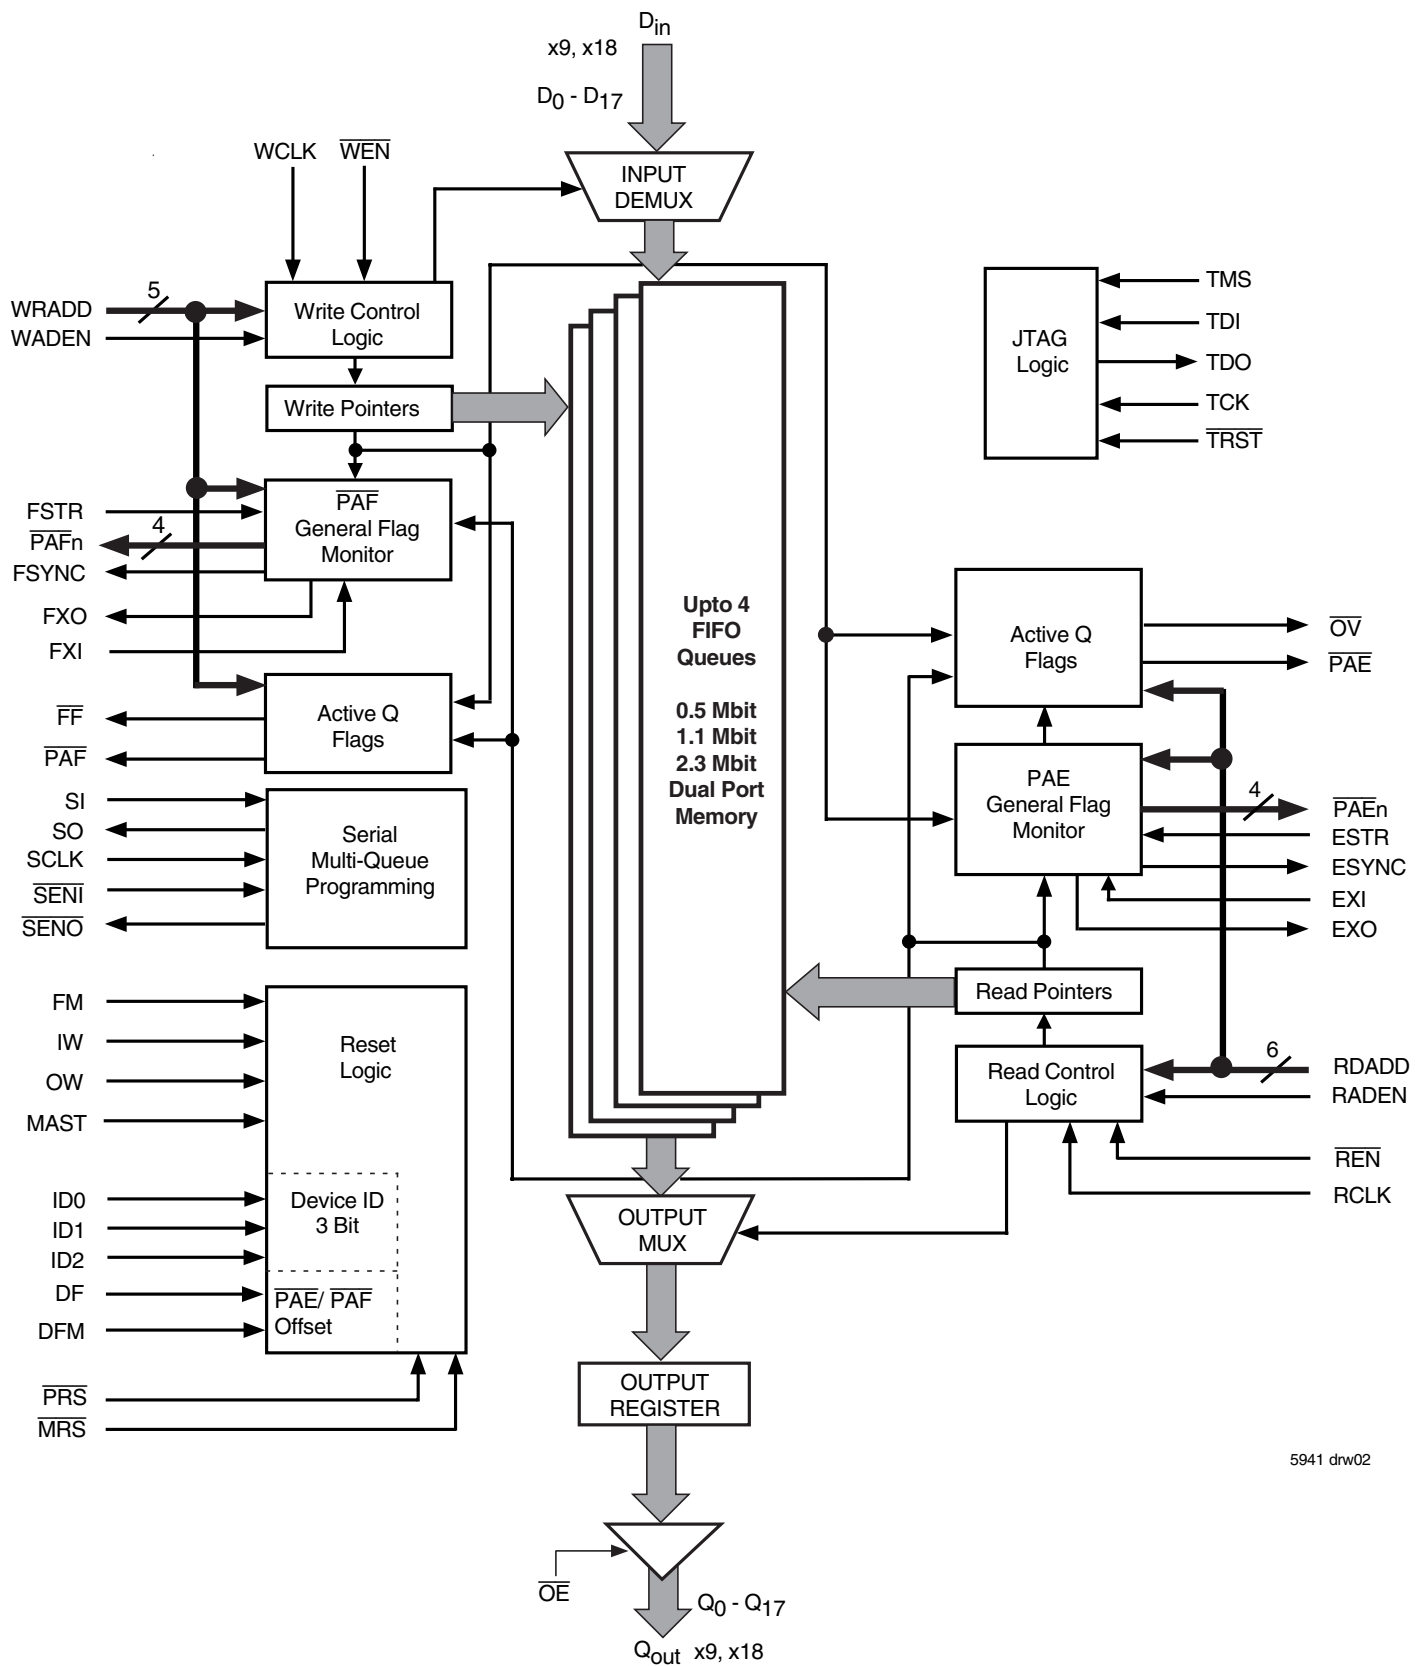 Din
x9, x18
D0 - D17
WCLK
WEN
INPUT
DEMUX
WRADD
5
WADEN
Write Control
Logic
Write Pointers
FSTR
PAFn
4
FSYNC
FXO
FXI
PAF
General Flag
Monitor
FF
PAF
Active Q
Flags
SI
SO
SCLK
SENI
SENO
Serial
Multi-Queue
Programming
FM
IW
OW
MAST
Reset
Logic
ID0
ID1
ID2
Device ID
3 Bit
DF
DFM
PAE/ PAF
Offset
PRS
MRS
Upto 4
FIFO
Queues
0.5 Mbit
1.1 Mbit
2.3 Mbit
Dual Port
Memory
JTAG
Logic
TMS
TDI
TDO
TCK
TRST
Active Q
Flags
OV
PAE
PAE
General Flag
Monitor
4
PAEn
ESTR
ESYNC
EXI
EXO
Read Pointers
Read Control
Logic
6
RDADD
RADEN
REN
RCLK
OUTPUT
MUX
OUTPUT
REGISTER
OE
Q0 - Q17
Qout x9, x18
5941 drw02